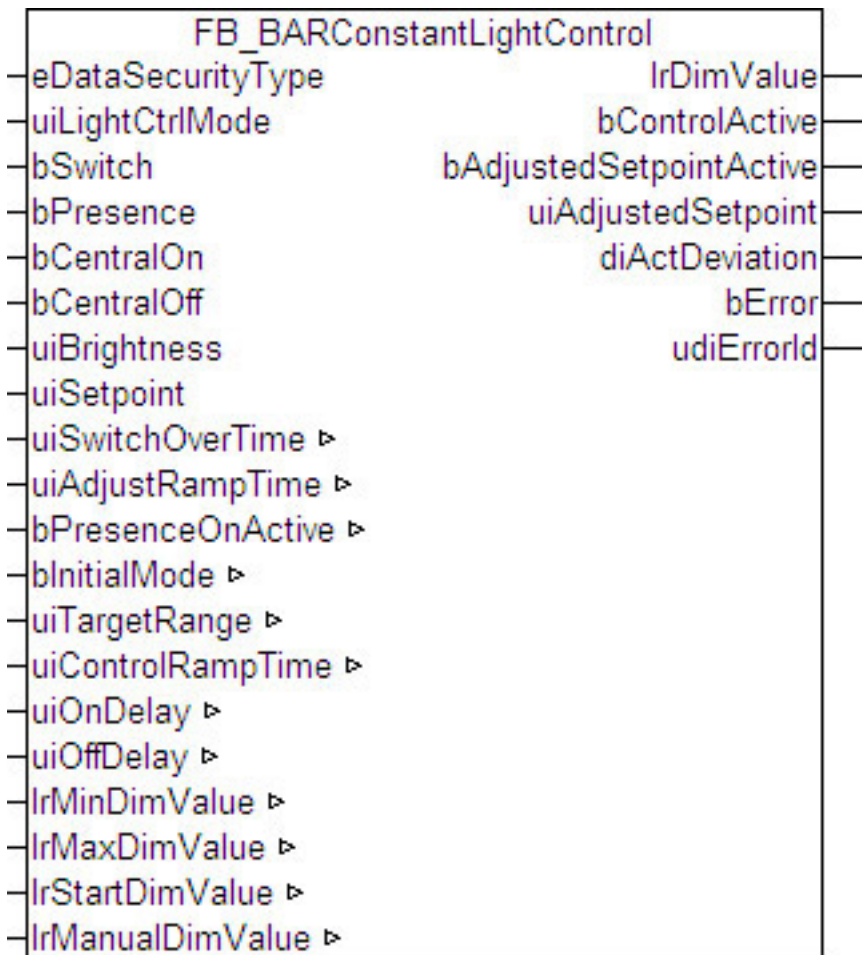 FB_BARConstantLightControl
eDataSecurityType lrDimValue
uiLightCtrlMode bControlActive
bSwitch bAdjustedSetpointActive
bPresence uiAdjustedSetpoint
bCentralOn diActDeviation
bCentralOff bError
uiBrightness udiErrorId
uiSetpoint
uiSwitchOverTime
uiAdjustRampTime
bPresenceOnActive
bInitialMode
uiTargetRange
uiControlRampTime
uiOnDelay
uiOffDelay
lrMinDimValue
lrMaxDimValue
lrStartDimValue
lrManualDimValue